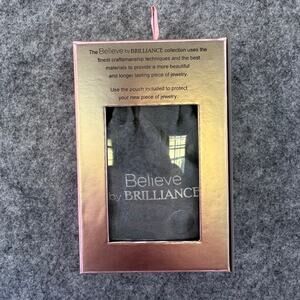 The Believe by BRILLIANCE collection uses the
finest craftsmanship techniques and the best
materials to provide a more beautiful
and longer lasting piece of jewelry.
Use the pouch included to protect
your new piece of jewelry.
Believe
by BRILLIANCE